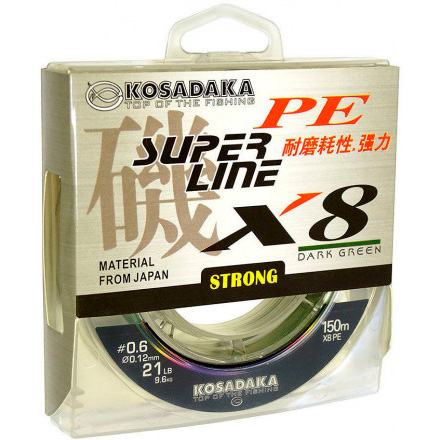 KOSADAKA
TOP OF THE FISHING
PE
耐磨耗性.强力
磯
SUPER
LINE
X8
DARK GREEN
MATERIAL
FROM JAPAN
STRONG
#0.6
Ø0.12mm
21LB
9.6KG
150m
X8 PE
KOSADAKA
TOP OF THE FISHING